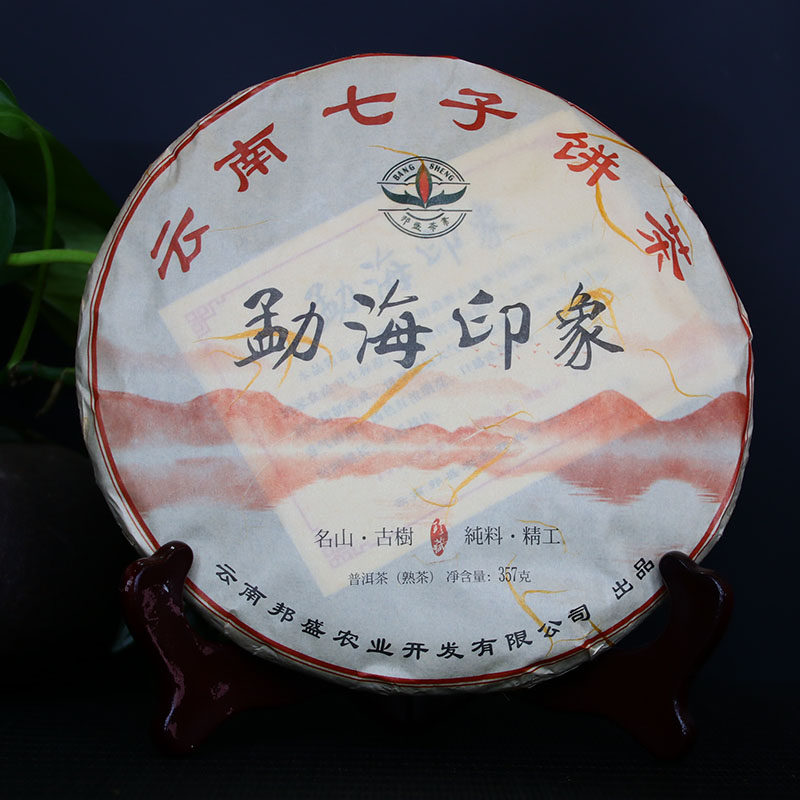 云南七子饼茶
BANG SHENG
邦盛茶事
勐海印象
名山·古樹 純料·精工
普洱茶（熟茶） 净含量：357克
云南邦盛农业开发有限公司 出品